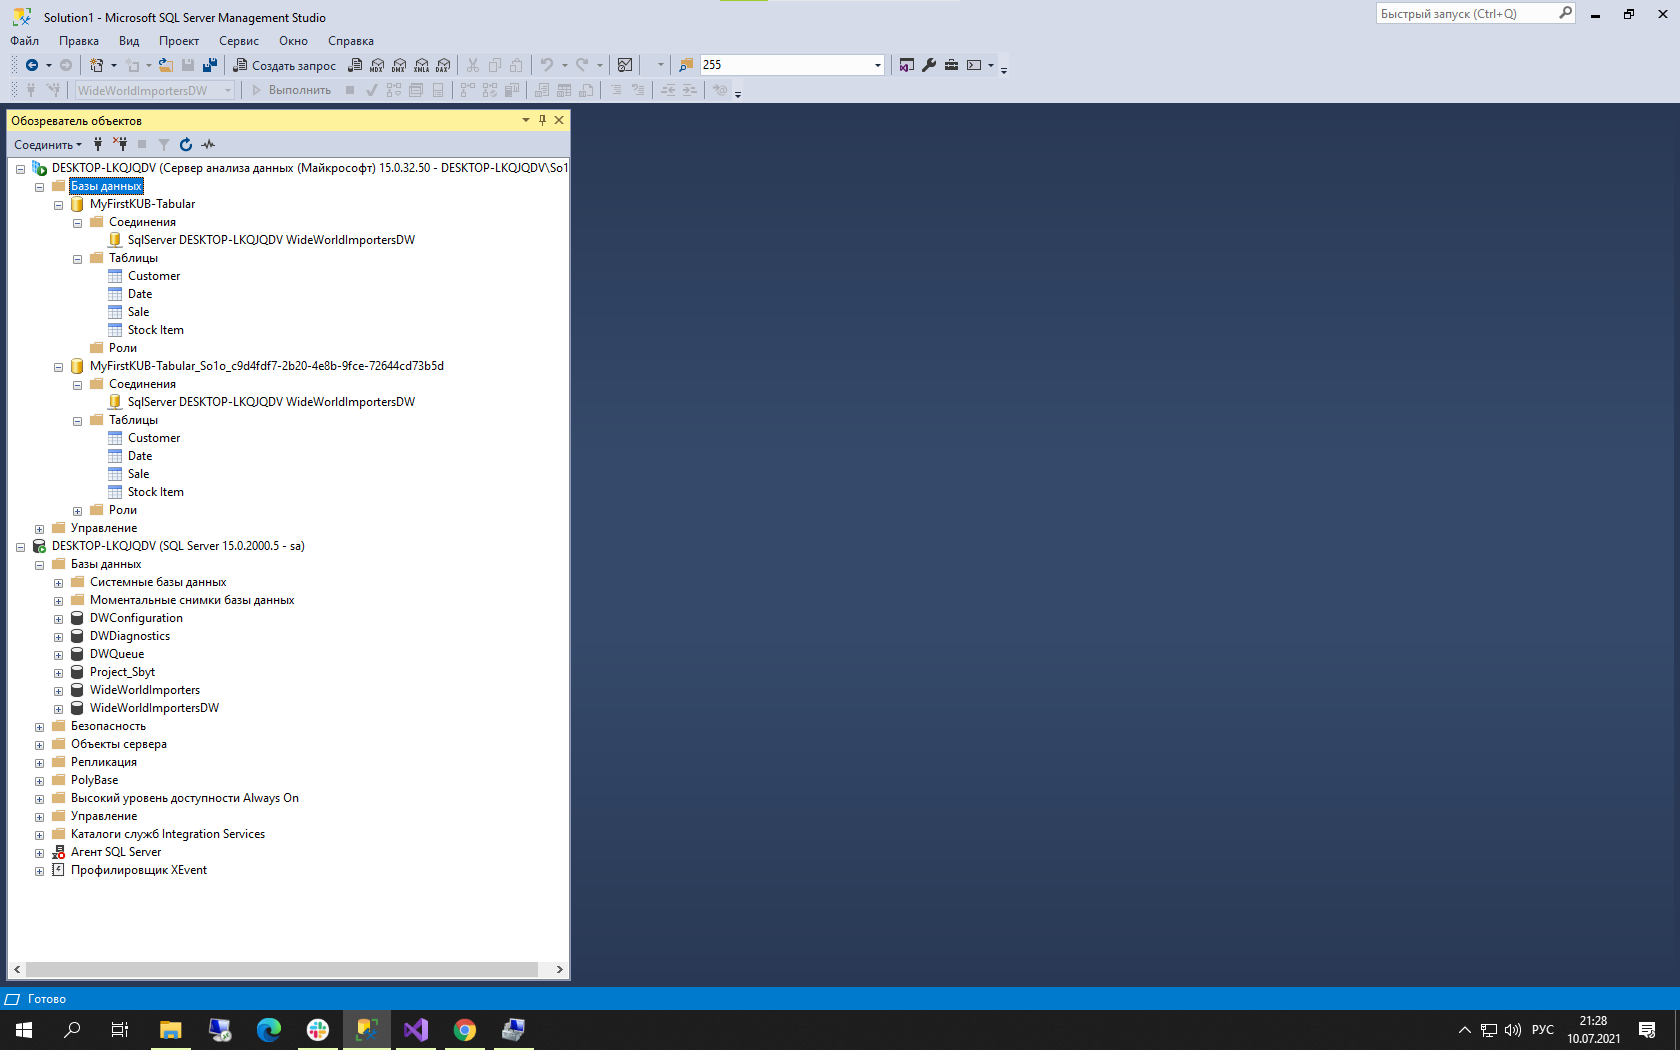 Solution1 - Microsoft SQL Server Management Studio
Быстрый запуск (Ctrl+Q)
Файл Правка Вид Проект Сервис Окно Справка
Создать запрос MDX DMX XMLA DAX 255
WideWorldImportersDW Выполнить
Обозреватель объектов
Соединить
DESKTOP-LKQJQDV (Сервер анализа данных (Майкрософт) 15.0.32.50 - DESKTOP-LKQJQDV\So1
Базы данных
MyFirstKUB-Tabular
Соединения
SqlServer DESKTOP-LKQJQDV WideWorldImportersDW
Таблицы
Customer
Date
Sale
Stock Item
Роли
MyFirstKUB-Tabular_So1o_c9d4fdf7-2b20-4e8b-9fce-72644cd73b5d
Соединения
SqlServer DESKTOP-LKQJQDV WideWorldImportersDW
Таблицы
Customer
Date
Sale
Stock Item
Роли
Управление
DESKTOP-LKQJQDV (SQL Server 15.0.2000.5 - sa)
Базы данных
Системные базы данных
Моментальные снимки базы данных
DWConfiguration
DWDiagnostics
DWQueue
Project_Sbyt
WideWorldImporters
WideWorldImportersDW
Безопасность
Объекты сервера
Репликация
PolyBase
Высокий уровень доступности Always On
Управление
Каталоги служб Integration Services
Агент SQL Server
Профилировщик XEvent
Готово
РУС
21:28
10.07.2021